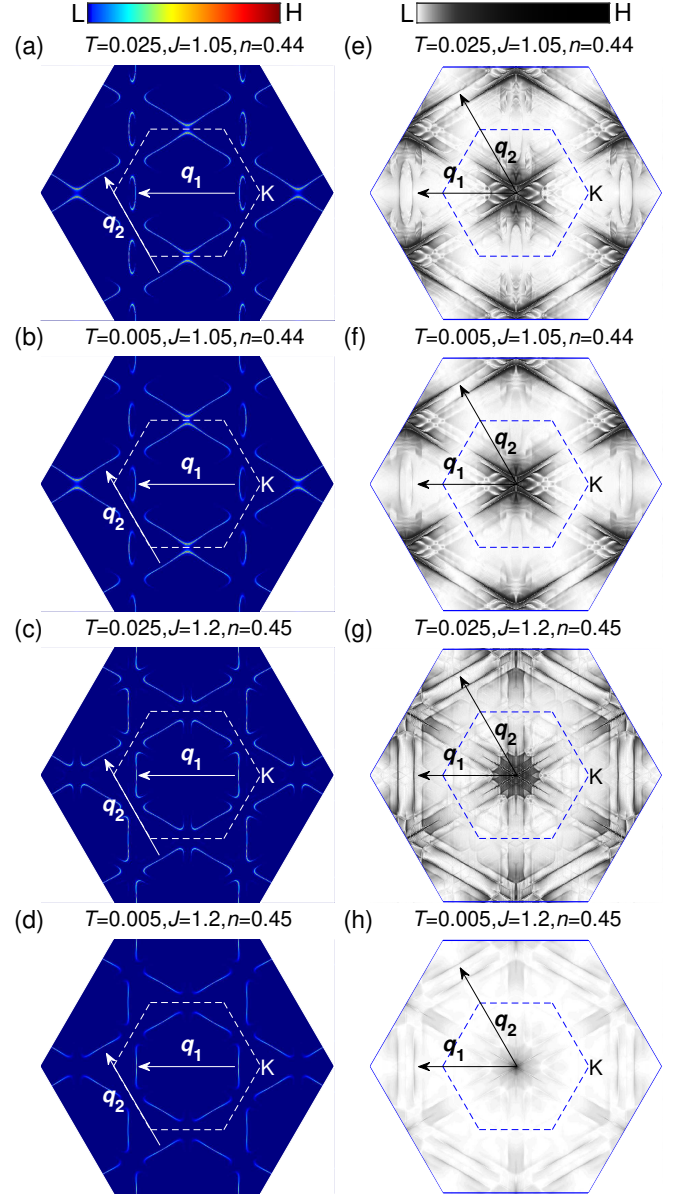 L H L H
(a) T=0.025,J=1.05,n=0.44 (e) T=0.025,J=1.05,n=0.44
q1 K q2
q2 q1 K
(b) T=0.005,J=1.05,n=0.44 (f) T=0.005,J=1.05,n=0.44
q1 K q2
q2 q1 K
(c) T=0.025,J=1.2,n=0.45 (g) T=0.025,J=1.2,n=0.45
q1 K q2
q2 q1 K
(d) T=0.005,J=1.2,n=0.45 (h) T=0.005,J=1.2,n=0.45
q1 K q2
q2 q1 K